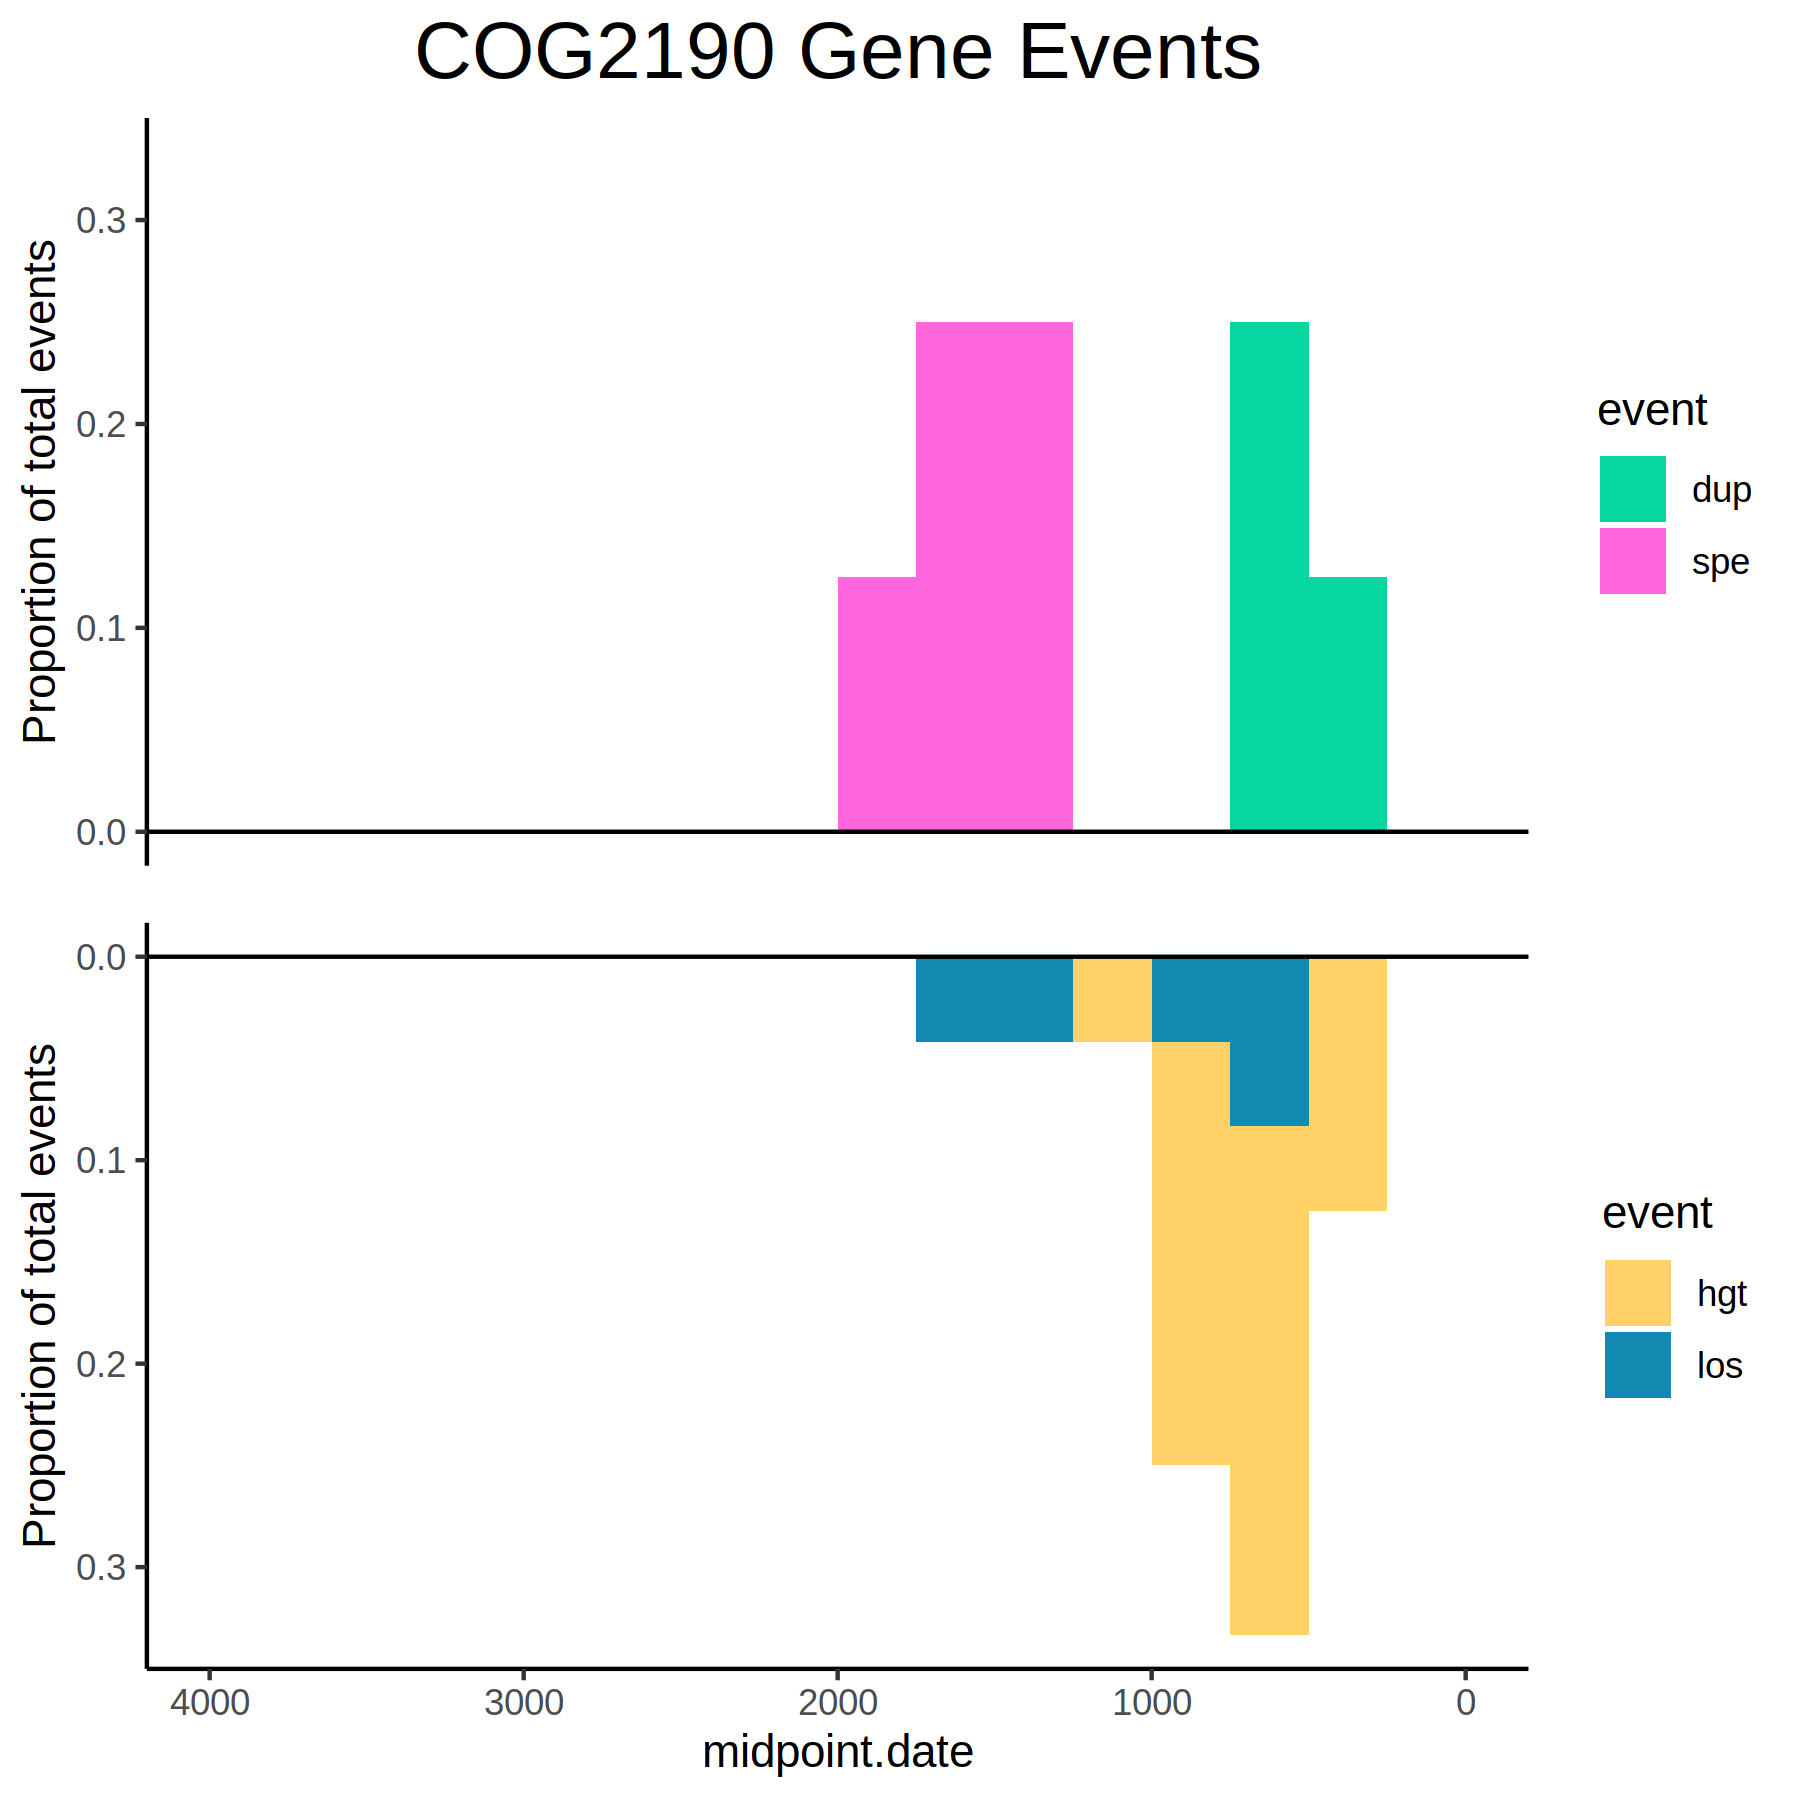 COG2190 Gene Events
Proportion of total events
0.3
0.2
0.1
0.0
event
dup
spe
Proportion of total events
0.0
0.1
0.2
0.3
event
hgt
los
4000 3000 2000 1000 0
midpoint.date